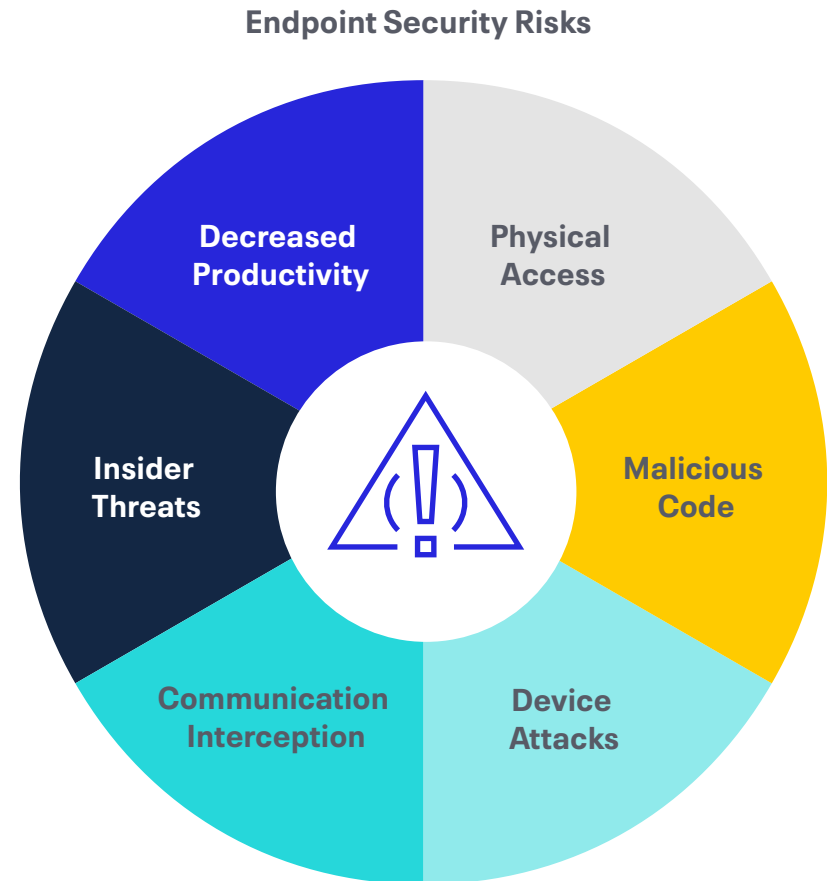 Endpoint Security Risks
Decreased
Productivity
Physical
Access
Insider
Threats
Malicious
Code
Communication
Interception
Device
Attacks